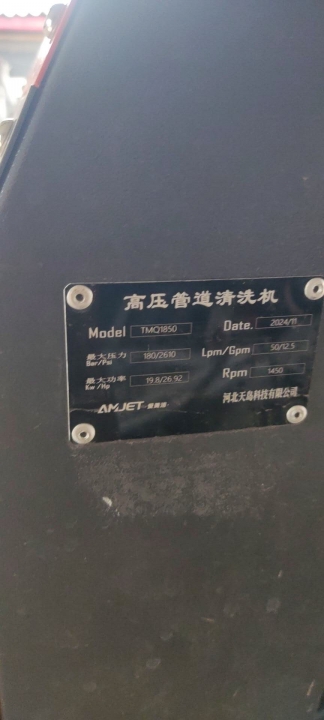 高压管道清洗机
Model TMQ1850 Date. 2024/11
最大压力 Bar/Psi 180/2610 Lpm/Gpm 50/12.5
最大功率 Kw/Hp 19.8/26.92 Rpm 1450
AMJET 河北天岛科技有限公司